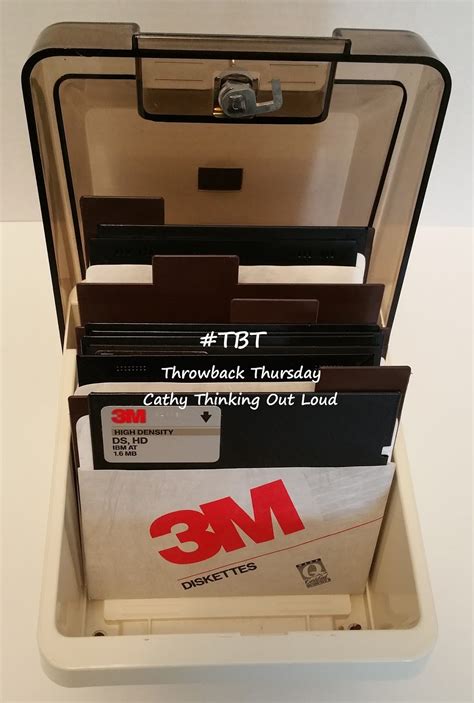 #TBT
Throwback Thursday
Cathy Thinking Out Loud
3M
HIGH DENSITY
DS, HD
IBM AT
1.6 MB
3M
DISKETTES